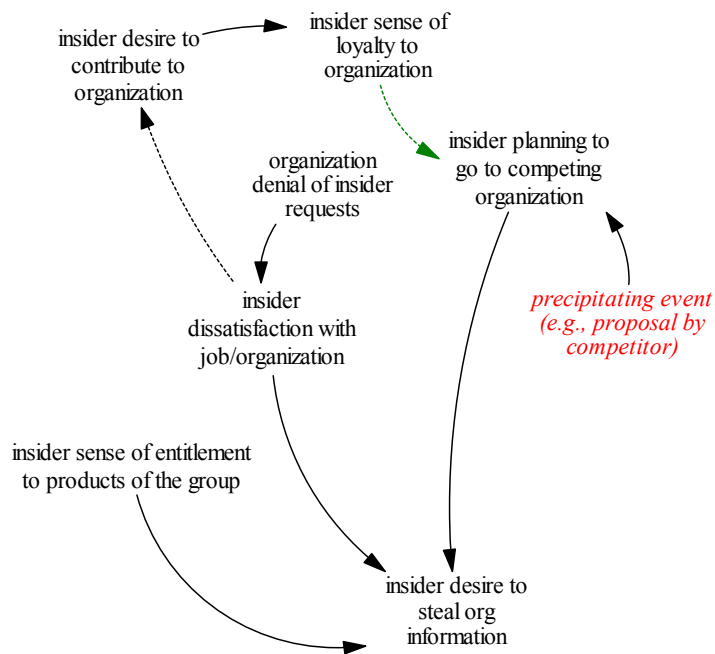 insider desire to
contribute to
organization
insider sense of
loyalty to
organization
insider planning to
go to competing
organization
organization
denial of insider
requests
insider
dissatisfaction with
job/organization
precipitating event
(e.g., proposal by
competitor)
insider sense of entitlement
to products of the group
insider desire to
steal org
information